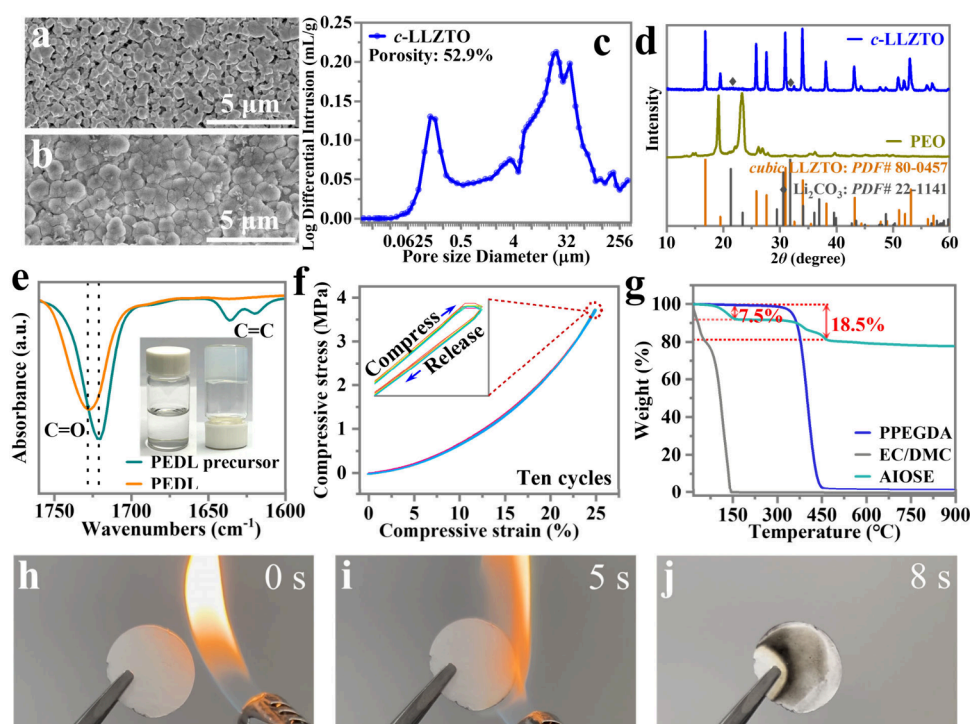 a
5 μm
b
5 μm
c
c-LLZTO
Porosity: 52.9%
Log Differential Intrusion (mL/g)
0.25
0.20
0.15
0.10
0.05
0.00
0.0625 0.5 4 32 256
Pore size Diameter (μm)
d
c-LLZTO
PEO
cubic LLZTO: PDF# 80-0457
Li₂CO₃: PDF# 22-1141
Intensity
10 20 30 40 50 60
2θ (degree)
e
C=C
C=O
PEDL precursor
PEDL
Absorbance (a.u.)
1750 1700 1650 1600
Wavenumbers (cm⁻¹)
f
Compress
Release
Ten cycles
Compressive stress (MPa)
4
3
2
1
0
0 5 10 15 20 25
Compressive strain (%)
g
7.5%
18.5%
PPEGDA
EC/DMC
AIOSE
Weight (%)
100
80
60
40
20
0
150 300 450 600 750 900
Temperature (°C)
h
0 s
i
5 s
j
8 s